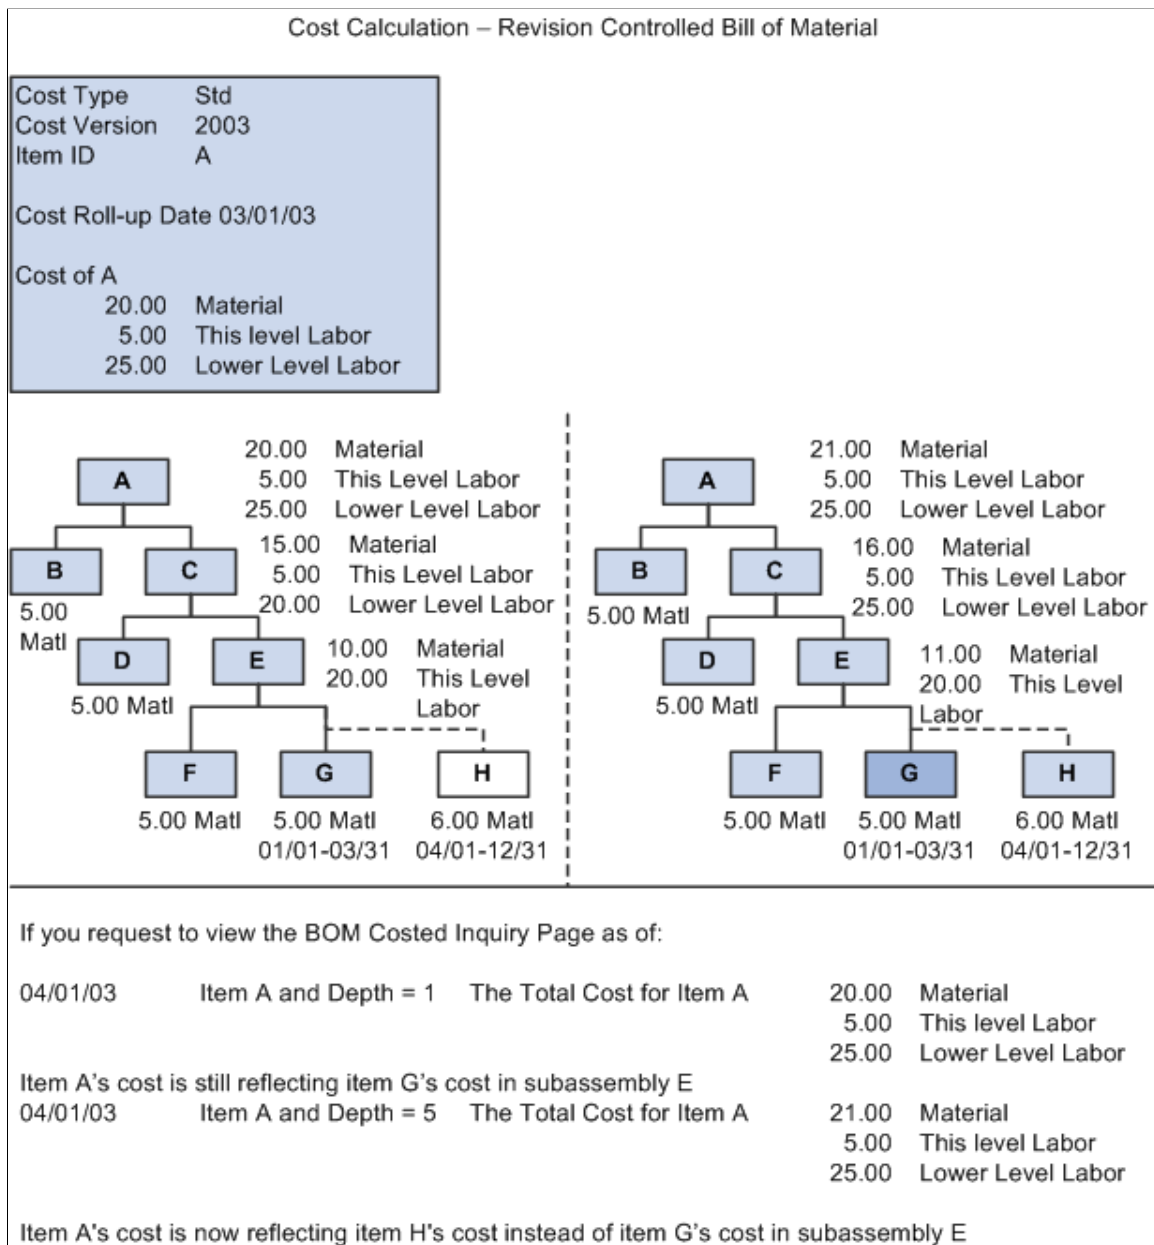 Cost Calculation – Revision Controlled Bill of Material
Cost Type Std
Cost Version 2003
Item ID A
Cost Roll-up Date 03/01/03
Cost of A
20.00 Material
5.00 This level Labor
25.00 Lower Level Labor
A
20.00 Material
5.00 This Level Labor
25.00 Lower Level Labor
B
5.00
Matl
C
15.00 Material
5.00 This Level Labor
20.00 Lower Level Labor
D
5.00 Matl
E
10.00 Material
20.00 This Level
Labor
F
5.00 Matl
G
5.00 Matl
01/01-03/31
H
6.00 Matl
04/01-12/31
A
21.00 Material
5.00 This Level Labor
25.00 Lower Level Labor
B
5.00 Matl
C
16.00 Material
5.00 This Level Labor
25.00 Lower Level Labor
D
5.00 Matl
E
11.00 Material
20.00 This Level
Labor
F
5.00 Matl
G
5.00 Matl
01/01-03/31
H
6.00 Matl
04/01-12/31
If you request to view the BOM Costed Inquiry Page as of:
04/01/03 Item A and Depth = 1 The Total Cost for Item A 20.00 Material
5.00 This level Labor
25.00 Lower Level Labor
Item A's cost is still reflecting item G's cost in subassembly E
04/01/03 Item A and Depth = 5 The Total Cost for Item A 21.00 Material
5.00 This level Labor
25.00 Lower Level Labor
Item A's cost is now reflecting item H's cost instead of item G's cost in subassembly E